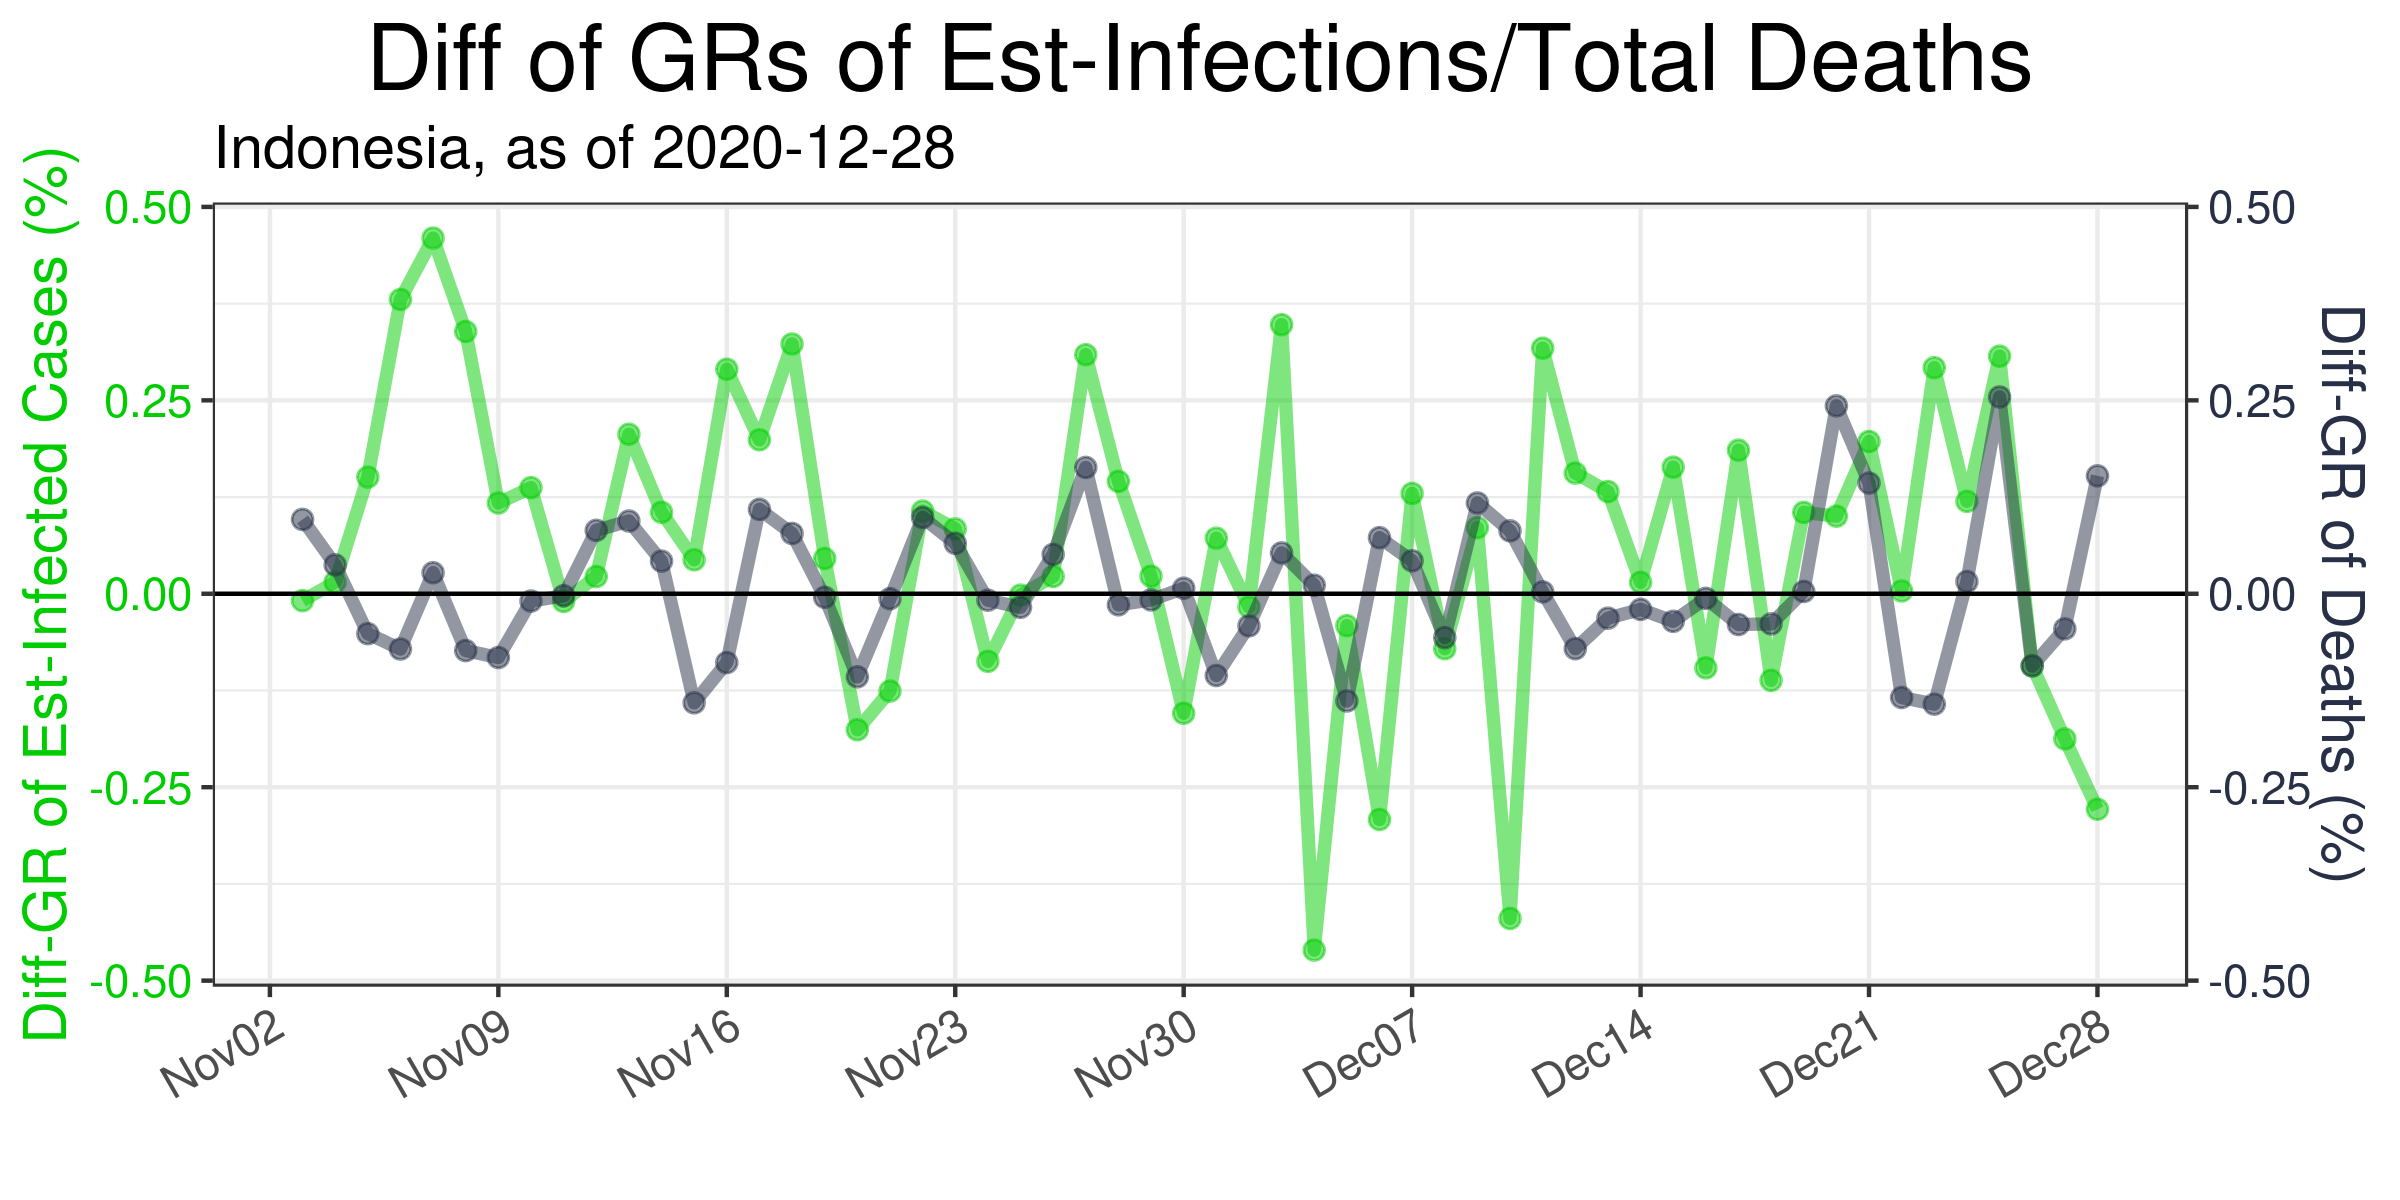 Diff of GRs of Est-Infections/Total Deaths
Indonesia, as of 2020-12-28
Diff-GR of Est-Infected Cases (%)
0.50
0.25
0.00
-0.25
-0.50
0.50
0.25
0.00
-0.25
-0.50
Diff-GR of Deaths (%)
Nov02
Nov09
Nov16
Nov23
Nov30
Dec07
Dec14
Dec21
Dec28